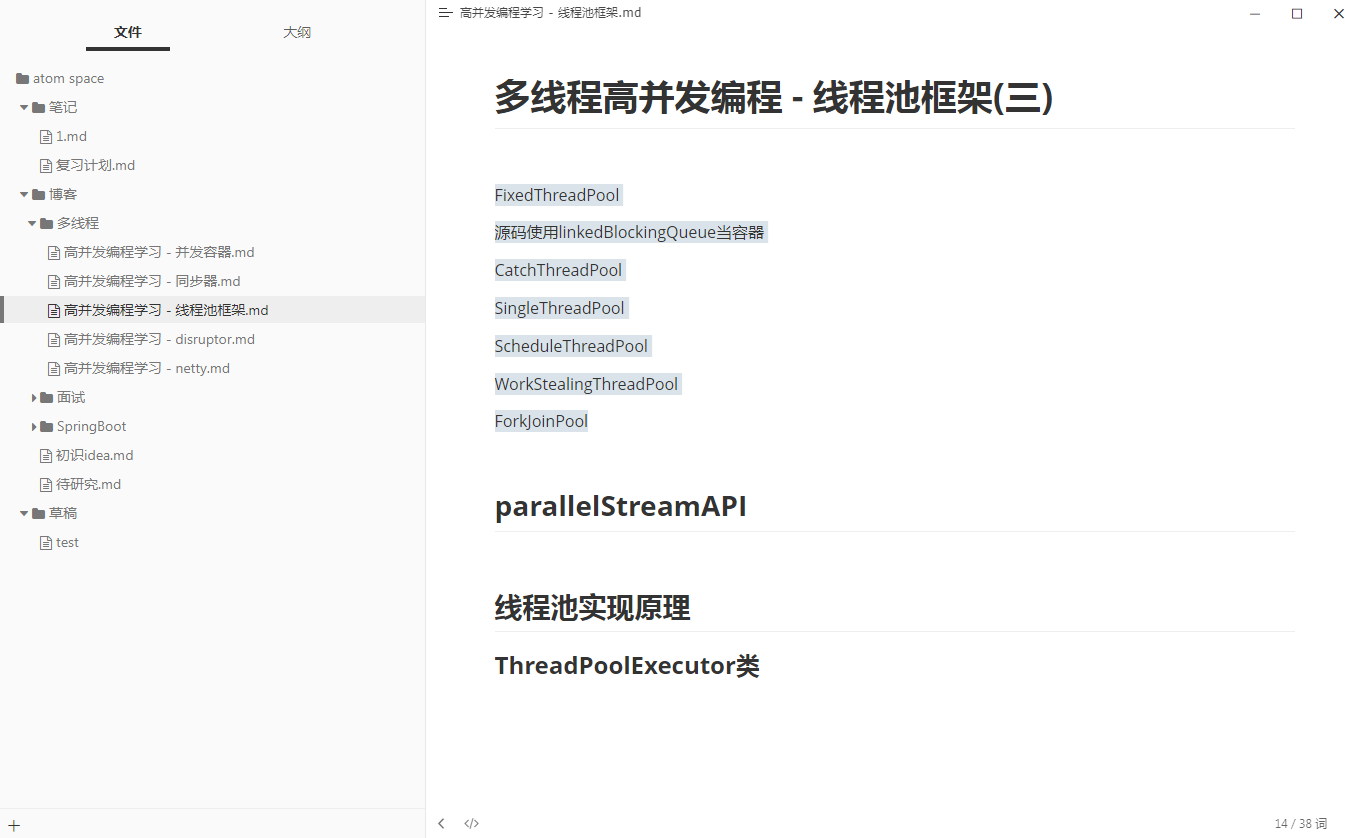 文件
大纲
atom space
笔记
1.md
复习计划.md
博客
多线程
高并发编程学习 - 并发容器.md
高并发编程学习 - 同步器.md
高并发编程学习 - 线程池框架.md
高并发编程学习 - disruptor.md
高并发编程学习 - netty.md
面试
SpringBoot
初识idea.md
待研究.md
草稿
test
高并发编程学习 - 线程池框架.md
多线程高并发编程 - 线程池框架(三)
FixedThreadPool
源码使用linkedBlockingQueue当容器
CatchThreadPool
SingleThreadPool
ScheduleThreadPool
WorkStealingThreadPool
ForkJoinPool
parallelStreamAPI
线程池实现原理
ThreadPoolExecutor类
14 / 38 词